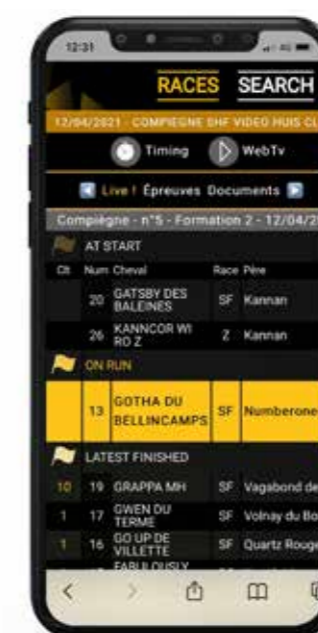 12:31
4G
RACES SEARCH
12/04/2021 - COMPIEGNE SHF VIDEO HUIS CL
Timing WebTv
Live ! Épreuves Documents
Compiègne - n°5 - Formation 2 - 12/04/2
AT START
Clt Num Cheval Race Père
20 GATSBY DES BALEINES SF Kannan
26 KANNCOR WI RO Z Z Kannan
ON RUN
13 GOTHA DU BELLINCAMPS SF Numberone
LATEST FINISHED
10 19 GRAPPA MH SF Vagabond de
1 17 GWEN DU TERME SF Volnay du Bo
1 16 GO UP DE VILLETTE SF Quartz Rouge
FABULOUSLY